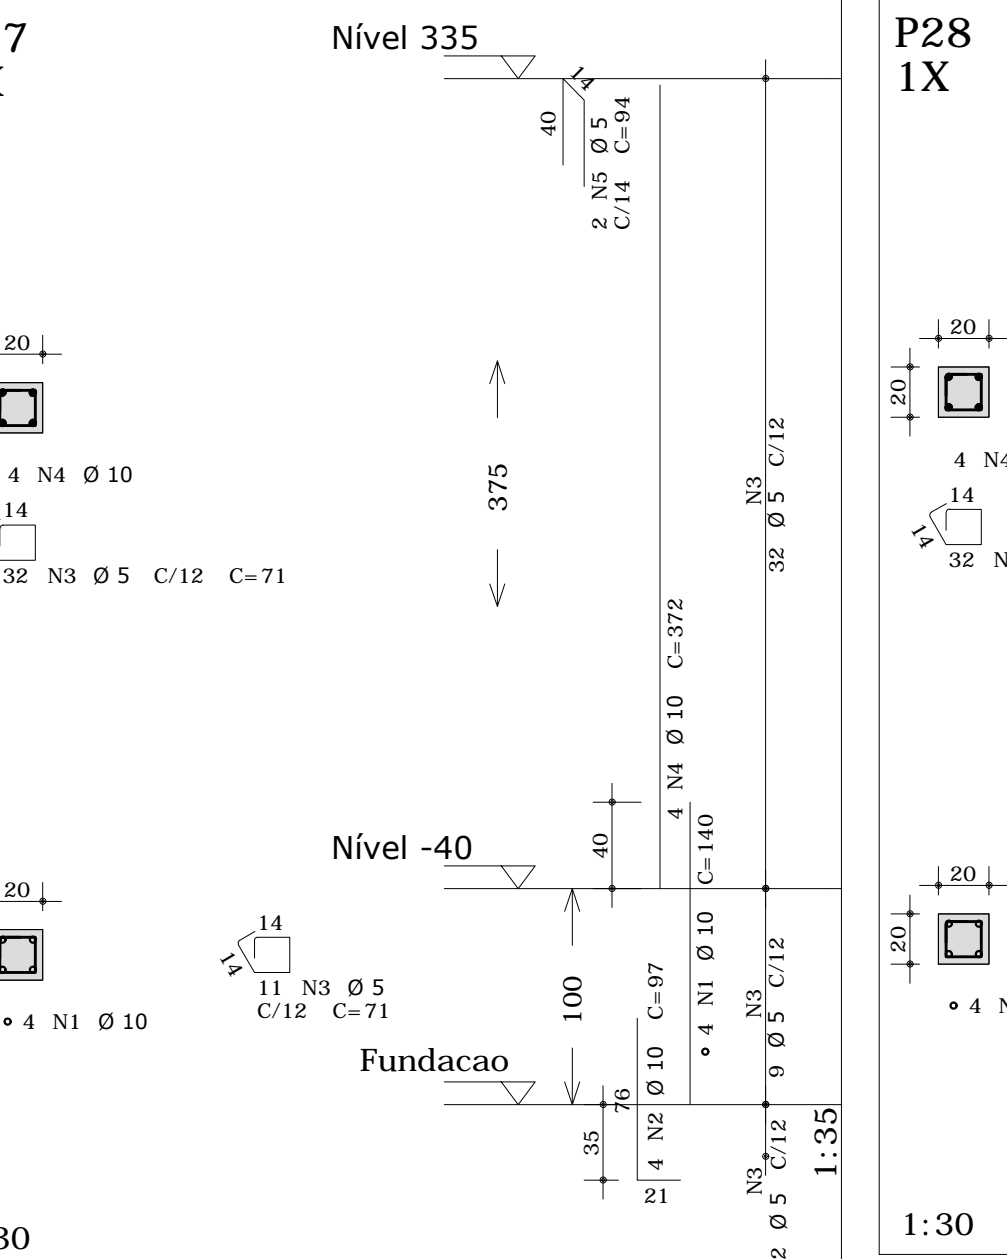 7
Nível 335
14
40
2 N5 Ø 5
C/14 C=94
20
4 N4 Ø 10
14
32 N3 Ø 5 C/12 C=71
375
N3
32 Ø 5 C/12
4 N4 Ø 10 C=372
40
Nível -40
20
14
14
11 N3 Ø 5
C/12 C=71
4 N1 Ø 10
100
4 N1 Ø 10 C=140
N3
9 Ø 5 C/12
Fundacao
76
35
4 N2 Ø 10 C=97
21
N3
2 Ø 5 C/12
1:35
30
P28
1X
20
20
4 N4
14
14
32 N
20
20
4 N
1:30